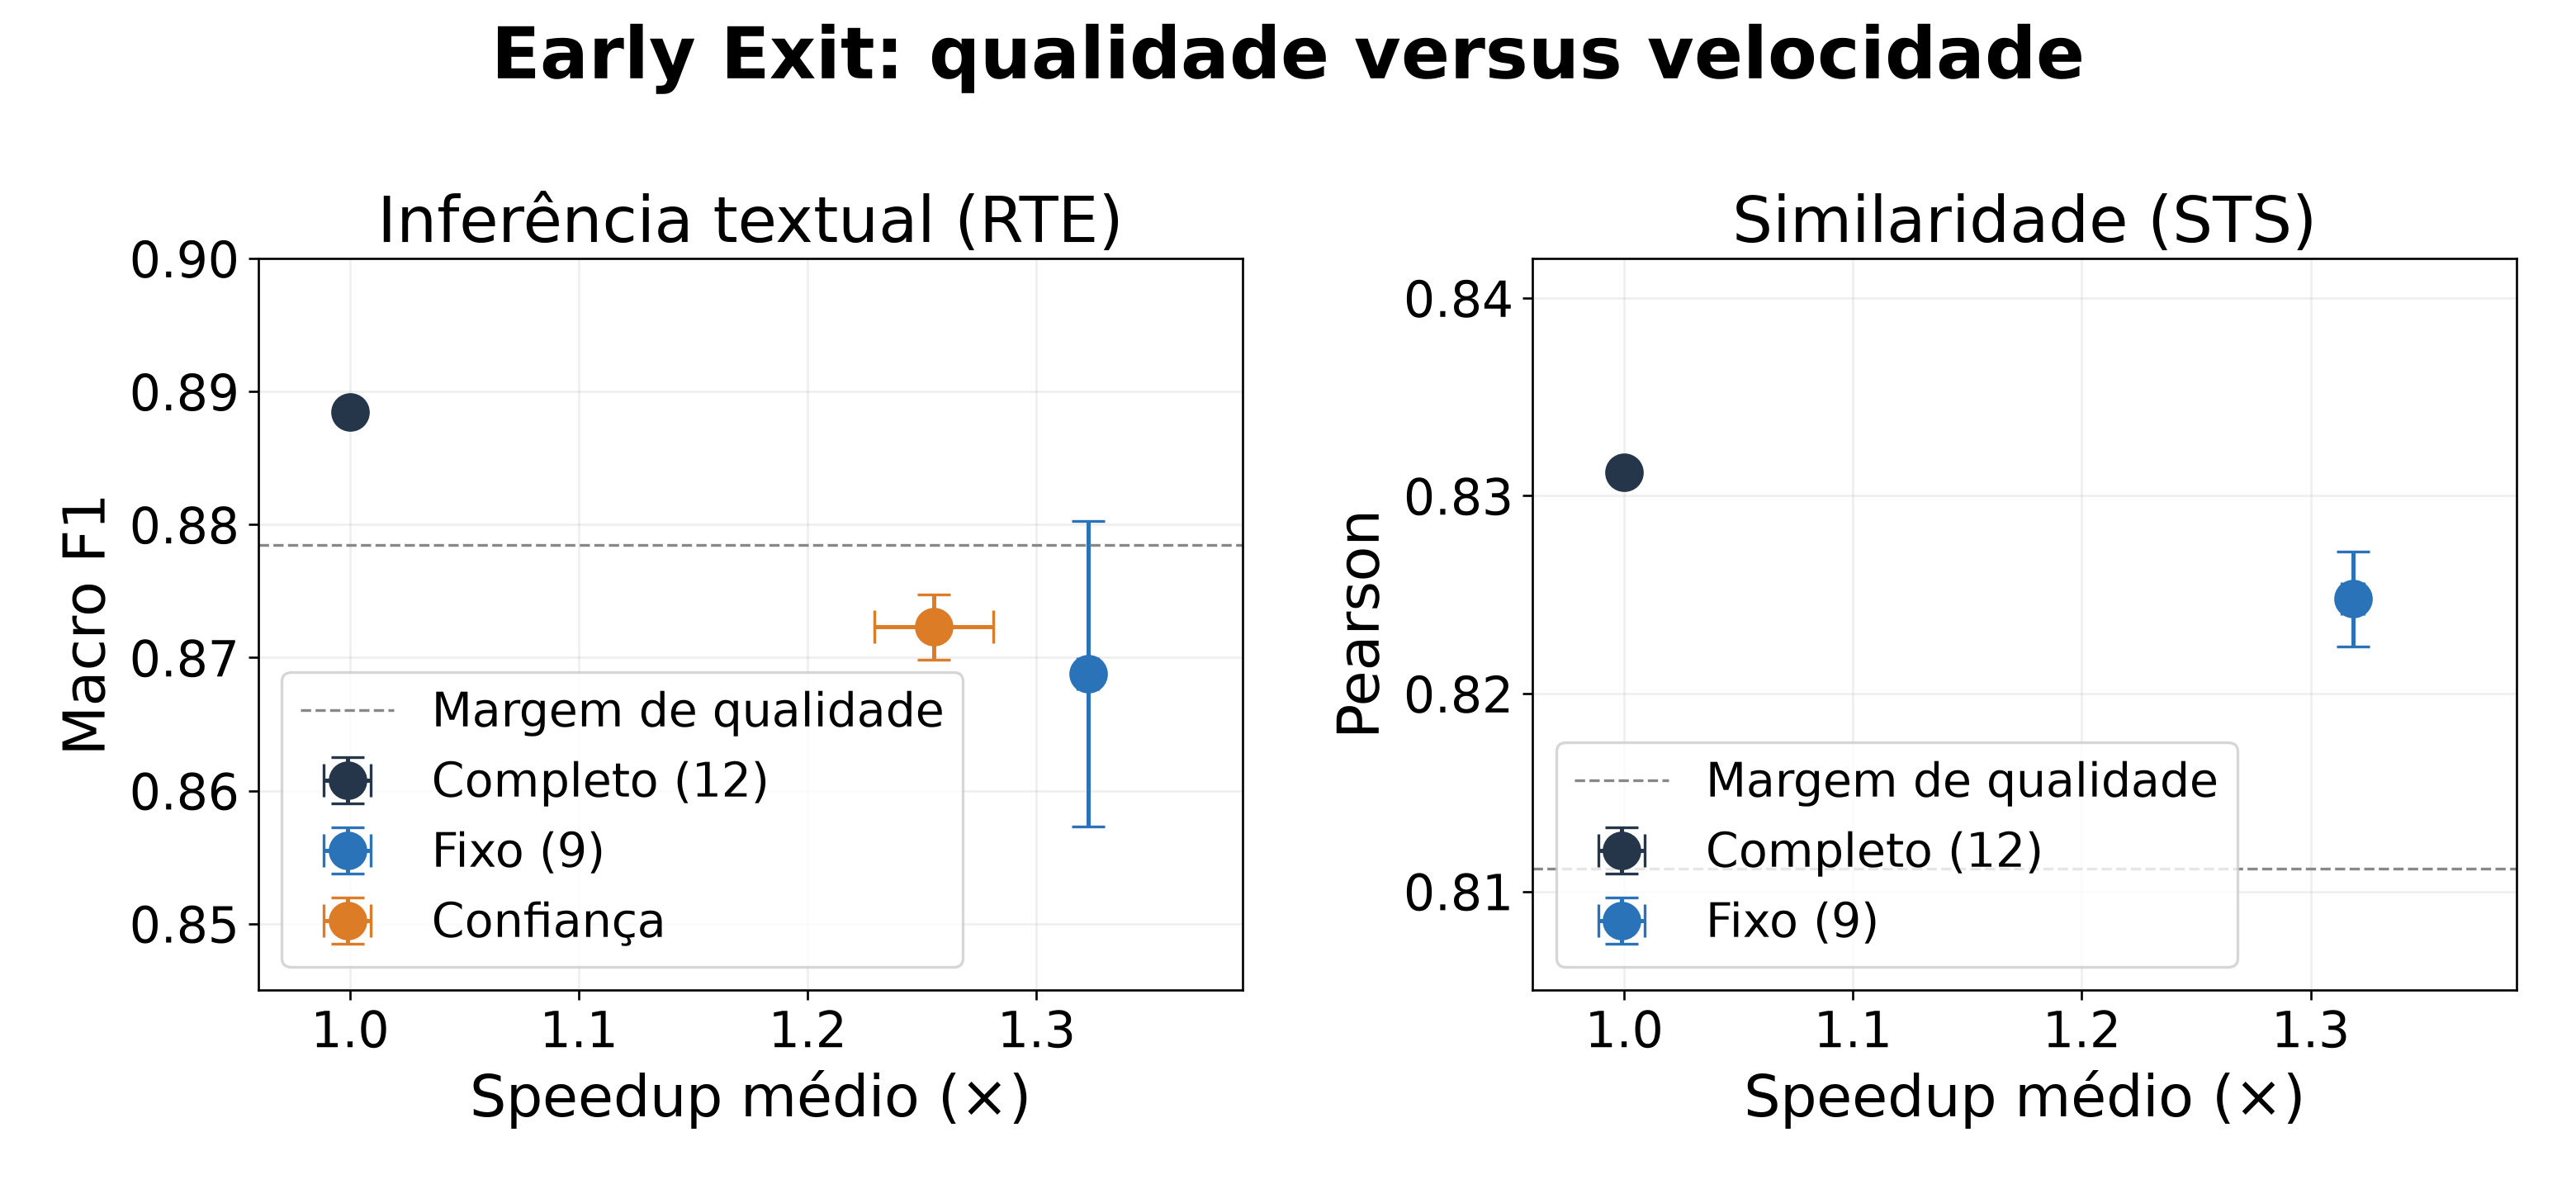 Early Exit: qualidade versus velocidade
Inferência textual (RTE)
0.90
0.89
0.88
0.87
0.86
0.85
Macro F1
Margem de qualidade
Completo (12)
Fixo (9)
Confiança
1.0 1.1 1.2 1.3
Speedup médio (×)
Similaridade (STS)
0.84
0.83
0.82
0.81
Pearson
Margem de qualidade
Completo (12)
Fixo (9)
1.0 1.1 1.2 1.3
Speedup médio (×)